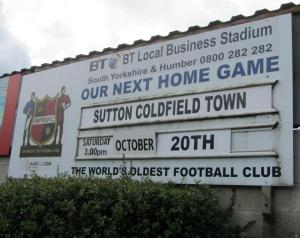 BT BT Local Business Stadium
South Yorkshire & Humber 0800 282 282
OUR NEXT HOME GAME
SUTTON COLDFIELD TOWN
SATURDAY
3.00pm
OCTOBER
20TH
THE WORLD'S OLDEST FOOTBALL CLUB